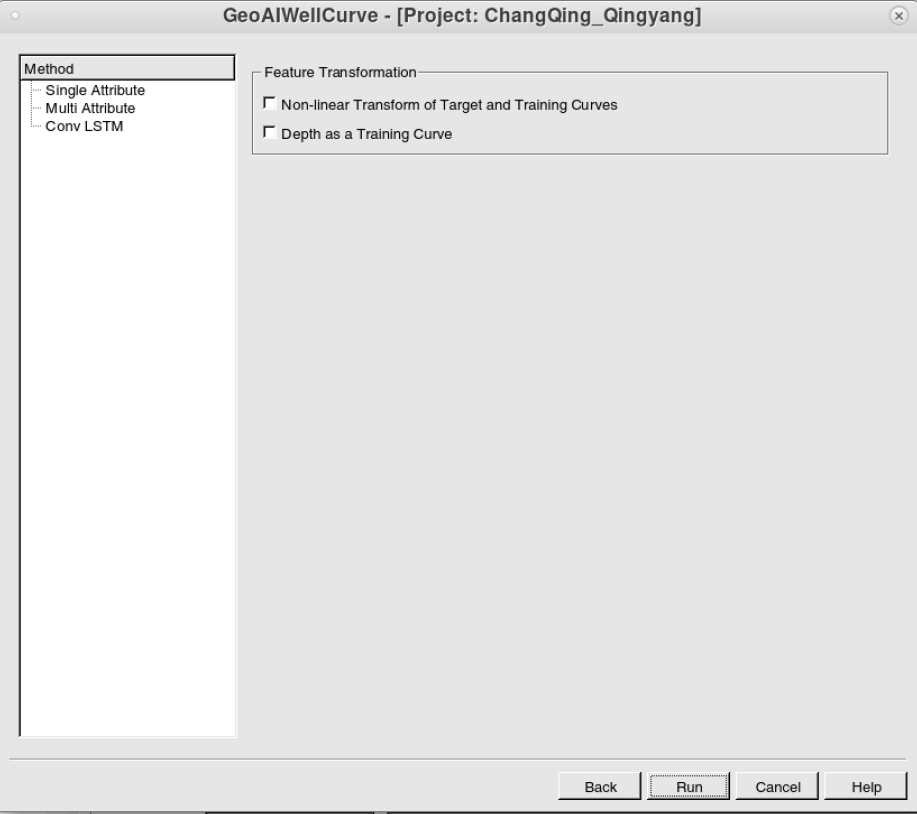 GeoAIWellCurve - [Project: ChangQing_Qingyang]
Method
Single Attribute
Multi Attribute
Conv LSTM
Feature Transformation
Non-linear Transform of Target and Training Curves
Depth as a Training Curve
Back
Run
Cancel
Help